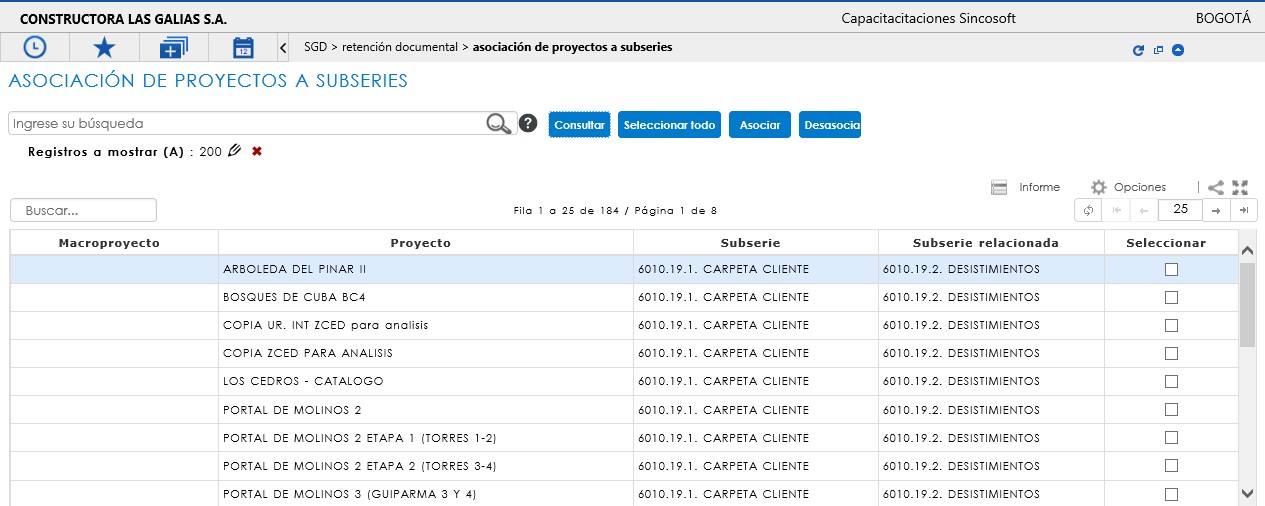 CONSTRUCTORA LAS GALIAS S.A. Capacitacitaciones Sincosoft BOGOTÁ
12 SGD > retención documental > asociación de proyectos a subseries
ASOCIACIÓN DE PROYECTOS A SUBSERIES
Ingrese su búsqueda ? Consultar Seleccionar todo Asociar Desasocia
Registros a mostrar (A) : 200
Informe Opciones
Buscar... Fila 1 a 25 de 184 / Página 1 de 8 25
Macroproyecto Proyecto Subserie Subserie relacionada Seleccionar
ARBOLEDA DEL PINAR II 6010.19.1. CARPETA CLIENTE 6010.19.2. DESISTIMIENTOS
BOSQUES DE CUBA BC4 6010.19.1. CARPETA CLIENTE 6010.19.2. DESISTIMIENTOS
COPIA UR. INT ZCED para analisis 6010.19.1. CARPETA CLIENTE 6010.19.2. DESISTIMIENTOS
COPIA ZCED PARA ANALISIS 6010.19.1. CARPETA CLIENTE 6010.19.2. DESISTIMIENTOS
LOS CEDROS - CATALOGO 6010.19.1. CARPETA CLIENTE 6010.19.2. DESISTIMIENTOS
PORTAL DE MOLINOS 2 6010.19.1. CARPETA CLIENTE 6010.19.2. DESISTIMIENTOS
PORTAL DE MOLINOS 2 ETAPA 1 (TORRES 1-2) 6010.19.1. CARPETA CLIENTE 6010.19.2. DESISTIMIENTOS
PORTAL DE MOLINOS 2 ETAPA 2 (TORRES 3-4) 6010.19.1. CARPETA CLIENTE 6010.19.2. DESISTIMIENTOS
PORTAL DE MOLINOS 3 (GUIPARMA 3 Y 4) 6010.19.1. CARPETA CLIENTE 6010.19.2. DESISTIMIENTOS